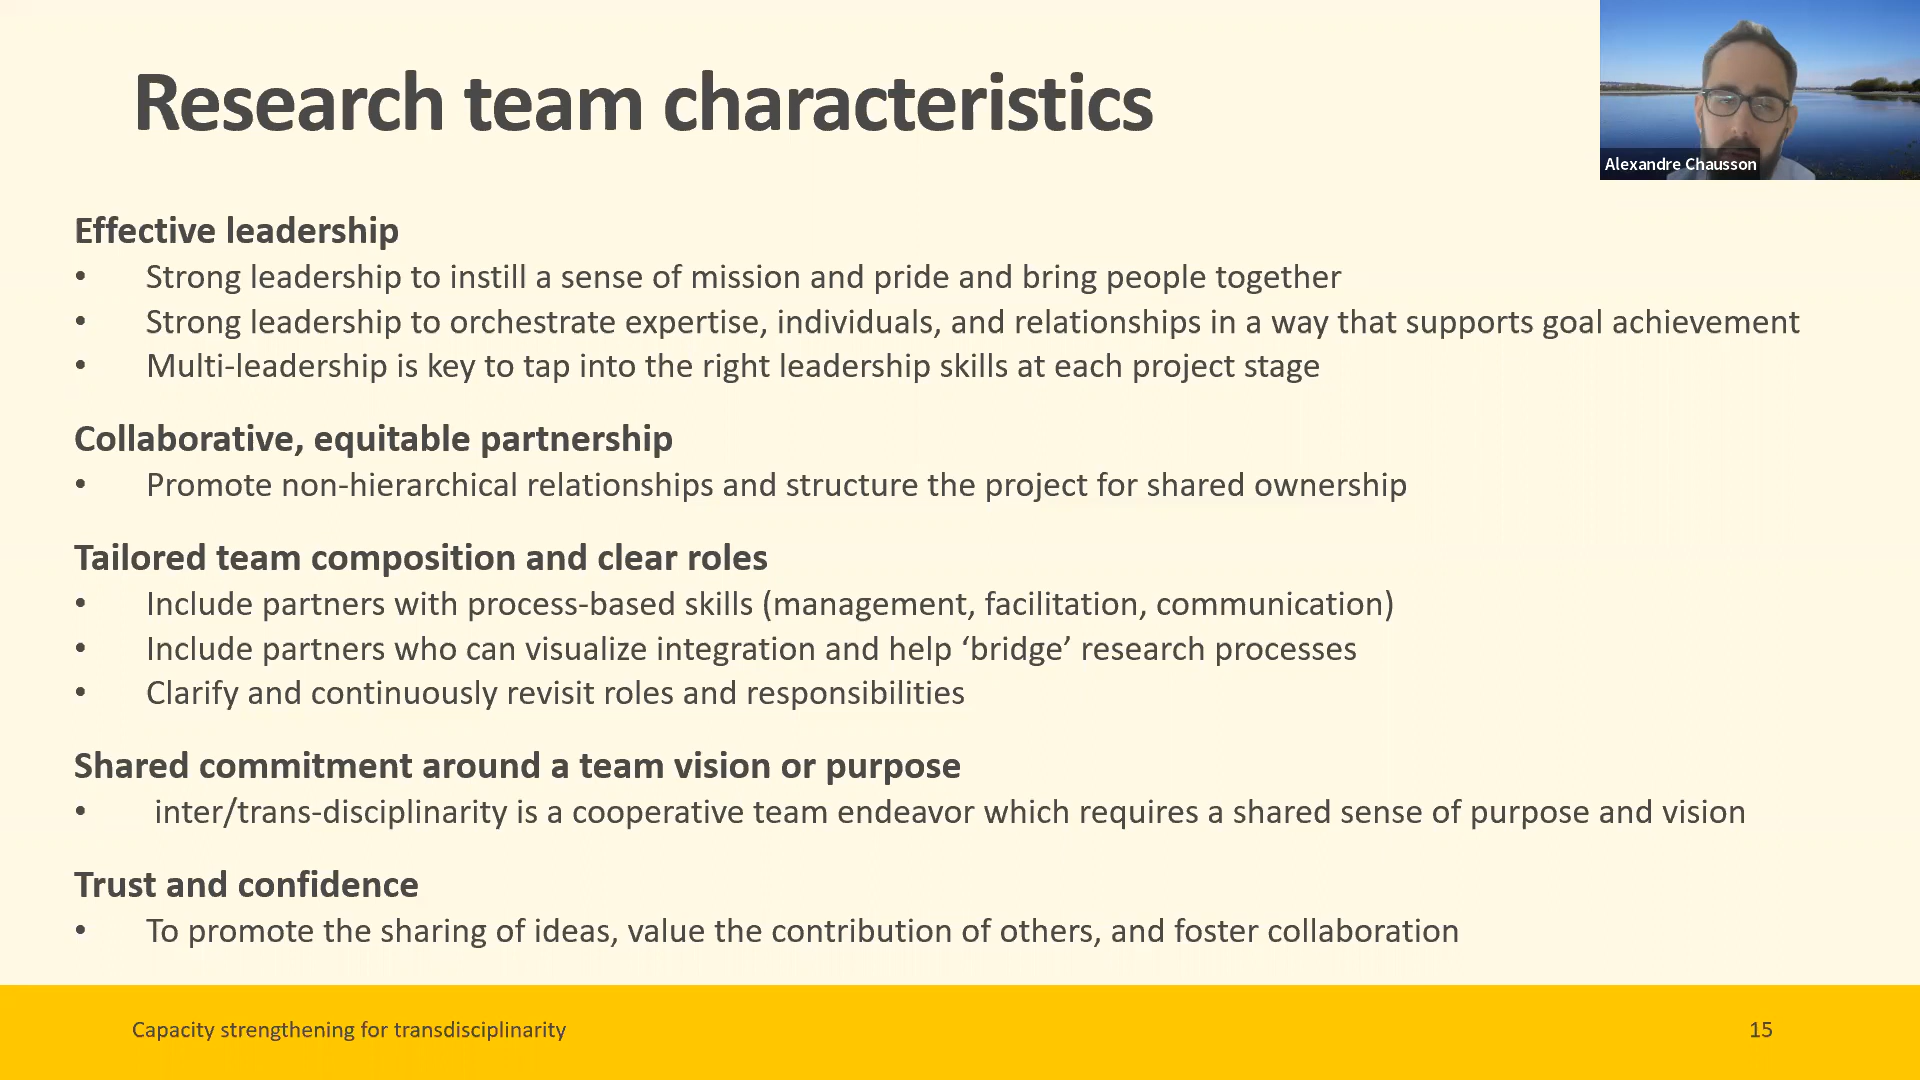 Research team characteristics
Alexandre Chausson
Effective leadership
• Strong leadership to instill a sense of mission and pride and bring people together
• Strong leadership to orchestrate expertise, individuals, and relationships in a way that supports goal achievement
• Multi-leadership is key to tap into the right leadership skills at each project stage
Collaborative, equitable partnership
• Promote non-hierarchical relationships and structure the project for shared ownership
Tailored team composition and clear roles
• Include partners with process-based skills (management, facilitation, communication)
• Include partners who can visualize integration and help ‘bridge’ research processes
• Clarify and continuously revisit roles and responsibilities
Shared commitment around a team vision or purpose
• inter/trans-disciplinarity is a cooperative team endeavor which requires a shared sense of purpose and vision
Trust and confidence
• To promote the sharing of ideas, value the contribution of others, and foster collaboration
Capacity strengthening for transdisciplinarity
15